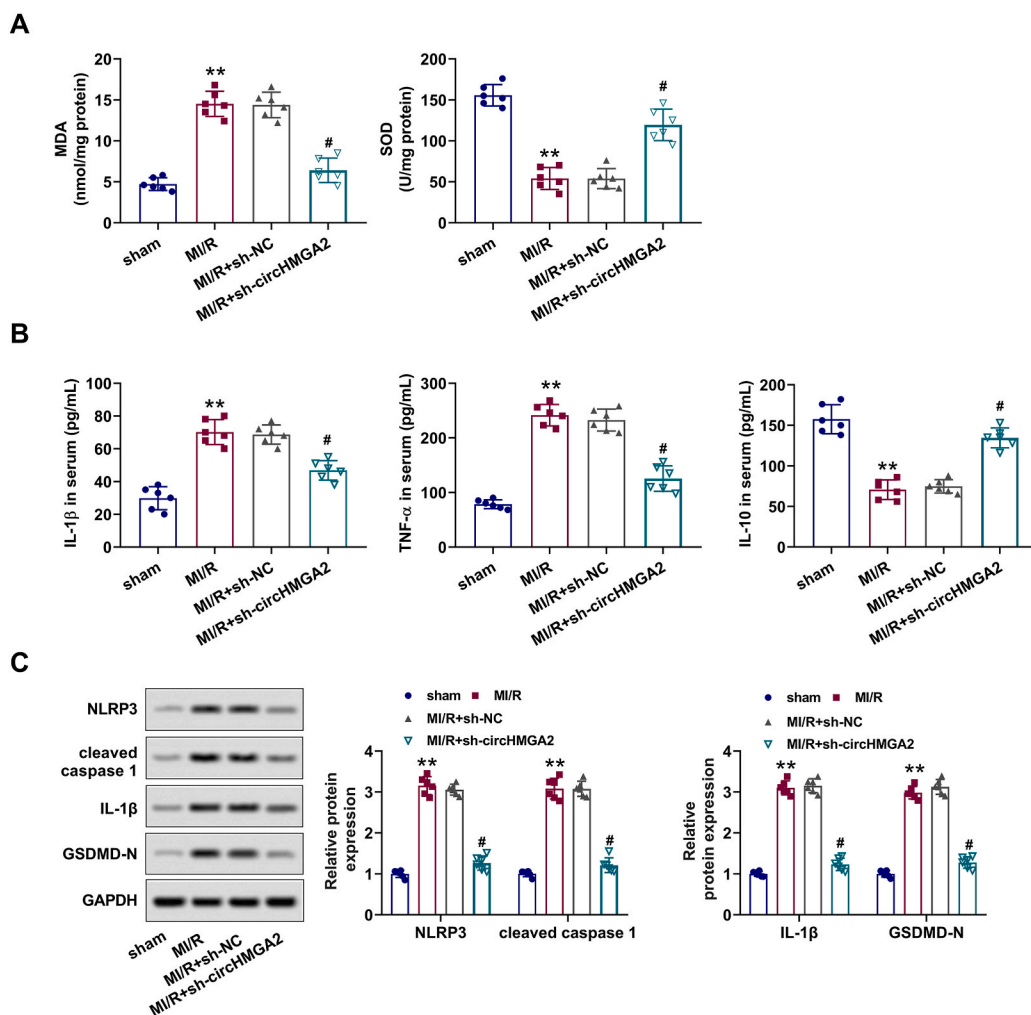 A
MDA
(nmol/mg protein)
20
15
10
5
0
**
#
sham
MI/R
MI/R+sh-NC
MI/R+sh-circHMGA2
SOD
(U/mg protein)
200
150
100
50
0
**
#
sham
MI/R
MI/R+sh-NC
MI/R+sh-circHMGA2
B
IL-1β in serum (pg/mL)
100
80
60
40
20
0
**
#
sham
MI/R
MI/R+sh-NC
MI/R+sh-circHMGA2
TNF-α in serum (pg/mL)
300
200
100
0
**
#
sham
MI/R
MI/R+sh-NC
MI/R+sh-circHMGA2
IL-10 in serum (pg/mL)
200
150
100
50
0
**
#
sham
MI/R
MI/R+sh-NC
MI/R+sh-circHMGA2
C
NLRP3
cleaved
caspase 1
IL-1β
GSDMD-N
GAPDH
sham
MI/R
MI/R+sh-NC
MI/R+sh-circHMGA2
sham MI/R
MI/R+sh-NC
MI/R+sh-circHMGA2
Relative protein
expression
4
3
2
1
0
** **
# #
NLRP3 cleaved caspase 1
sham MI/R
MI/R+sh-NC
MI/R+sh-circHMGA2
Relative
protein expression
4
3
2
1
0
** **
# #
IL-1β GSDMD-N